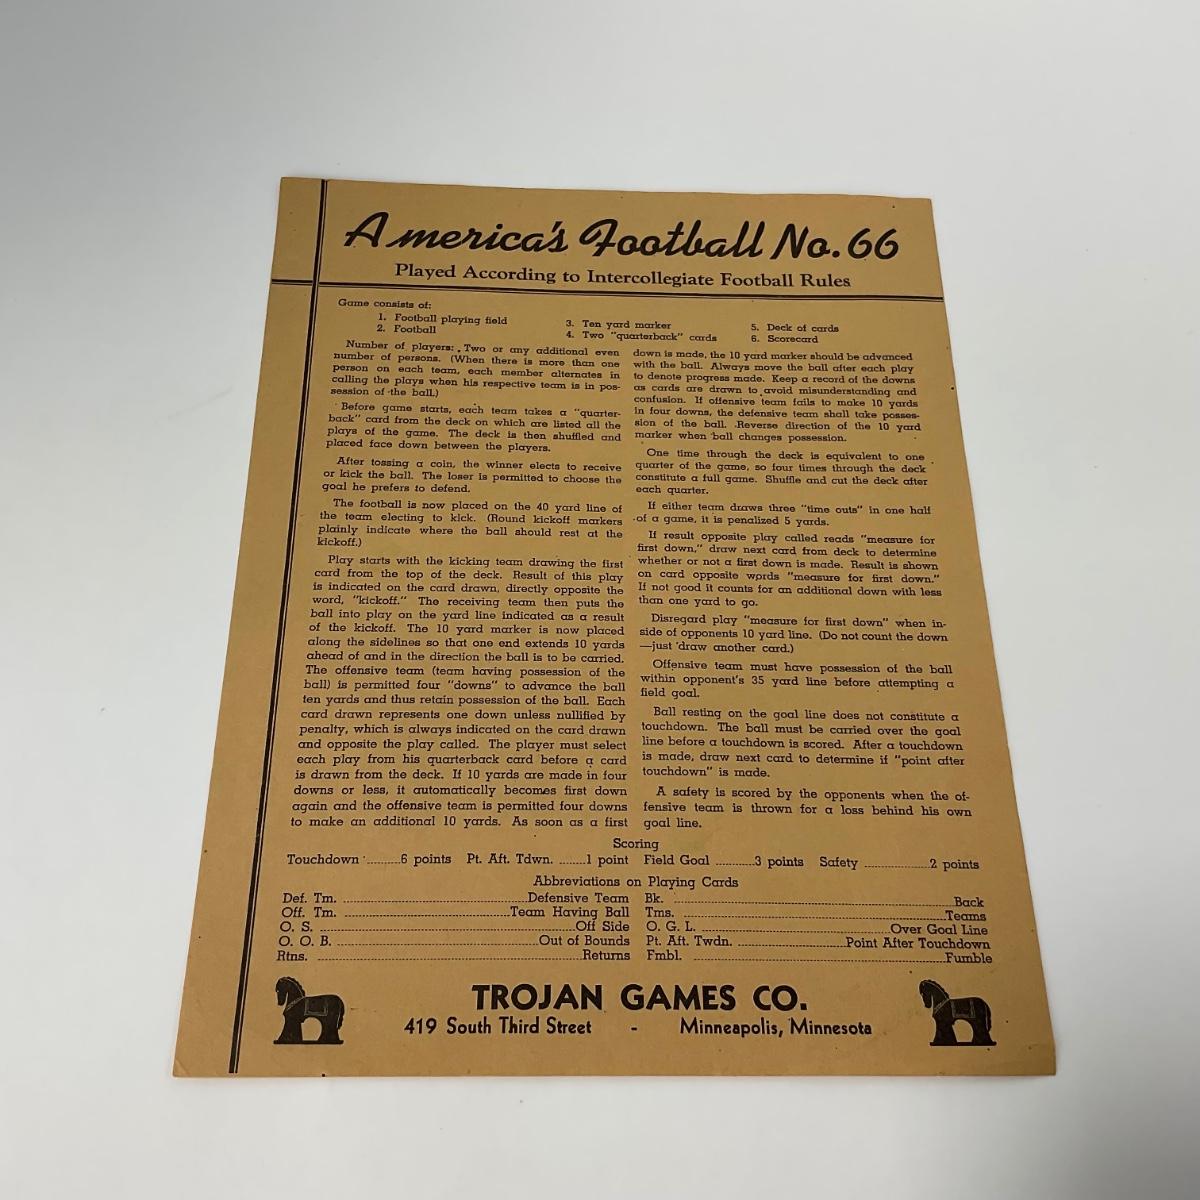 America's Football No. 66
Played According to Intercollegiate Football Rules
Game consists of:
1. Football playing field
2. Football
3. Ten yard marker
4. Two "quarterback" cards
5. Deck of cards
6. Scorecard
Number of players: Two or any additional even
number of persons. (When there is more than one
person on each team, each member alternates in
calling the plays when his respective team is in pos-
session of the ball.)
Before game starts, each team takes a "quarter-
back" card from the deck on which are listed all the
plays of the game. The deck is then shuffled and
placed face down between the players.
After tossing a coin, the winner elects to receive
or kick the ball. The loser is permitted to choose the
goal he prefers to defend.
The football is now placed on the 40 yard line of
the team electing to kick. (Round kickoff markers
plainly indicate where the ball should rest at the
kickoff.)
Play starts with the kicking team drawing the first
card from the top of the deck. Result of this play
is indicated on the card drawn, directly opposite the
word, "kickoff." The receiving team then puts the
ball into play on the yard line indicated as a result
of the kickoff. The 10 yard marker is now placed
along the sidelines so that one end extends 10 yards
ahead of and in the direction the ball is to be carried.
The offensive team (team having possession of the
ball) is permitted four "downs" to advance the ball
ten yards and thus retain possession of the ball. Each
card drawn represents one down unless nullified by
penalty, which is always indicated on the card drawn
and opposite the play called. The player must select
each play from his quarterback card before a card
is drawn from the deck. If 10 yards are made in four
downs or less, it automatically becomes first down
again and the offensive team is permitted four downs
to make an additional 10 yards. As soon as a first
down is made, the 10 yard marker should be advanced
with the ball. Always move the ball after each play
to denote progress made. Keep a record of the downs
as cards are drawn to avoid misunderstanding and
confusion. If offensive team fails to make 10 yards
in four downs, the defensive team shall take posses-
sion of the ball. Reverse direction of the 10 yard
marker when ball changes possession.
One time through the deck is equivalent to one
quarter of the game, so four times through the deck
constitute a full game. Shuffle and cut the deck after
each quarter.
If either team draws three "time outs" in one half
of a game, it is penalized 5 yards.
If result opposite play called reads "measure for
first down," draw next card from deck to determine
whether or not a first down is made. Result is shown
on card opposite words "measure for first down."
If not good it counts for an additional down with less
than one yard to go.
Disregard play "measure for first down" when in-
side of opponents 10 yard line. (Do not count the down
—just draw another card.)
Offensive team must have possession of the ball
within opponent's 35 yard line before attempting a
field goal.
Ball resting on the goal line does not constitute a
touchdown. The ball must be carried over the goal
line before a touchdown is scored. After a touchdown
is made, draw next card to determine if "point after
touchdown" is made.
A safety is scored by the opponents when the of-
fensive team is thrown for a loss behind his own
goal line.
Scoring
Touchdown ..........6 points Pt. Aft. Tdwn. ........1 point Field Goal ............3 points Safety ....................2 points
Abbreviations on Playing Cards
Def. Tm. ........................................Defensive Team
Off. Tm. ....................................Team Having Ball
O. S. ........................................................Off Side
O. O. B. ............................................Out of Bounds
Rtns. ........................................................Returns
Bk. ..............................................................Back
Tms. ..........................................................Teams
O. G. L. ........................................Over Goal Line
Pt. Aft. Twdn. .....................Point After Touchdown
Fmbl. .......................................................Fumble
TROJAN GAMES CO.
419 South Third Street - Minneapolis, Minnesota